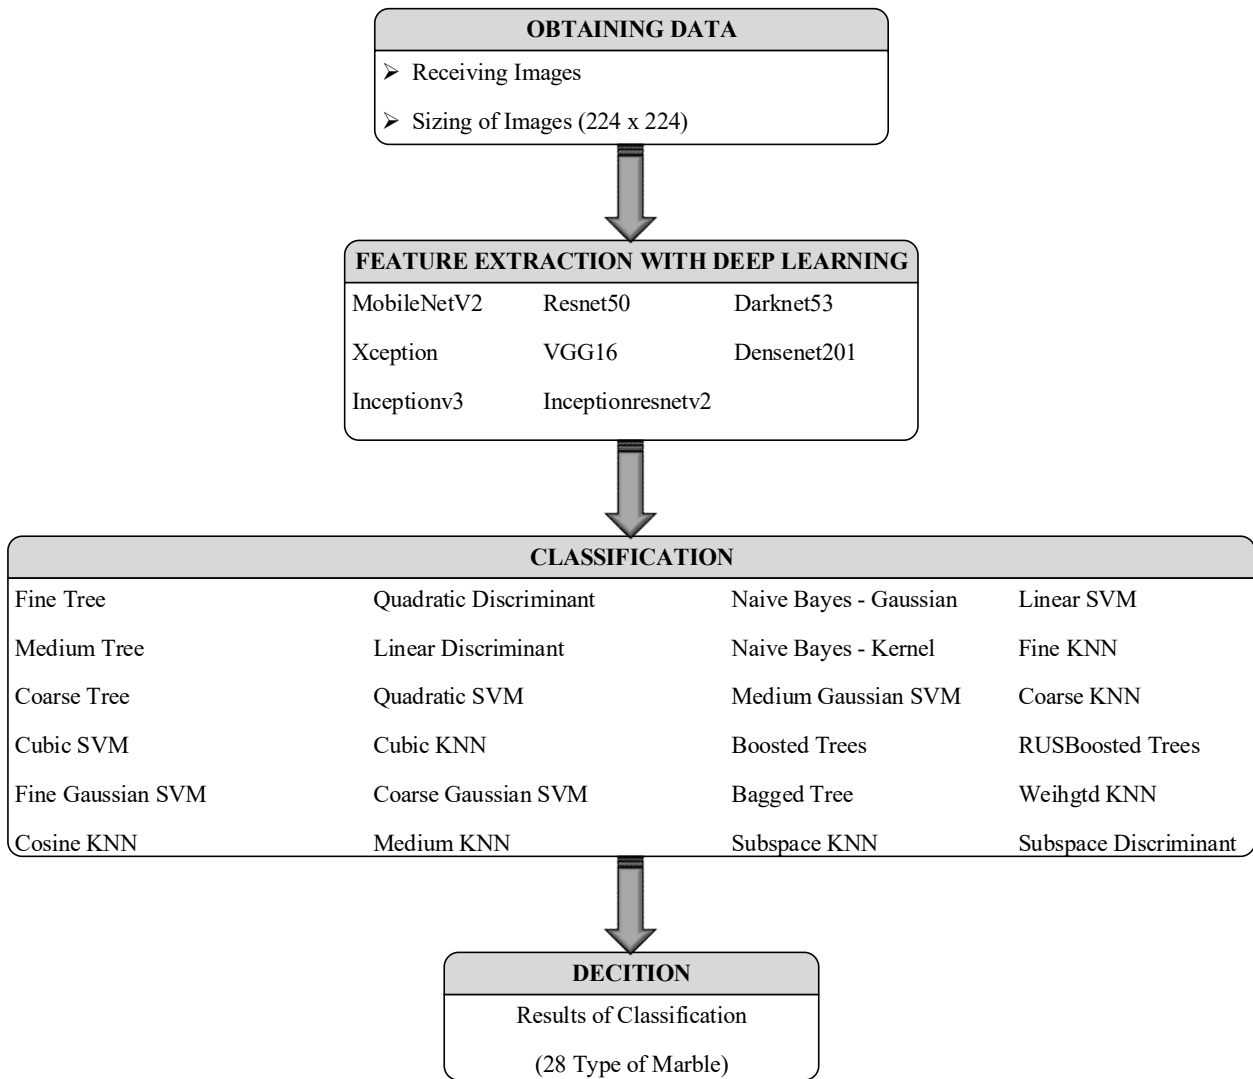 OBTAINING DATA
➢ Receiving Images
➢ Sizing of Images (224 x 224)
FEATURE EXTRACTION WITH DEEP LEARNING
MobileNetV2 Resnet50 Darknet53
Xception VGG16 Densenet201
Inceptionv3 Inceptionresnetv2
CLASSIFICATION
Fine Tree Quadratic Discriminant Naive Bayes - Gaussian Linear SVM
Medium Tree Linear Discriminant Naive Bayes - Kernel Fine KNN
Coarse Tree Quadratic SVM Medium Gaussian SVM Coarse KNN
Cubic SVM Cubic KNN Boosted Trees RUSBoosted Trees
Fine Gaussian SVM Coarse Gaussian SVM Bagged Tree Weihgtd KNN
Cosine KNN Medium KNN Subspace KNN Subspace Discriminant
DECITION
Results of Classification
(28 Type of Marble)